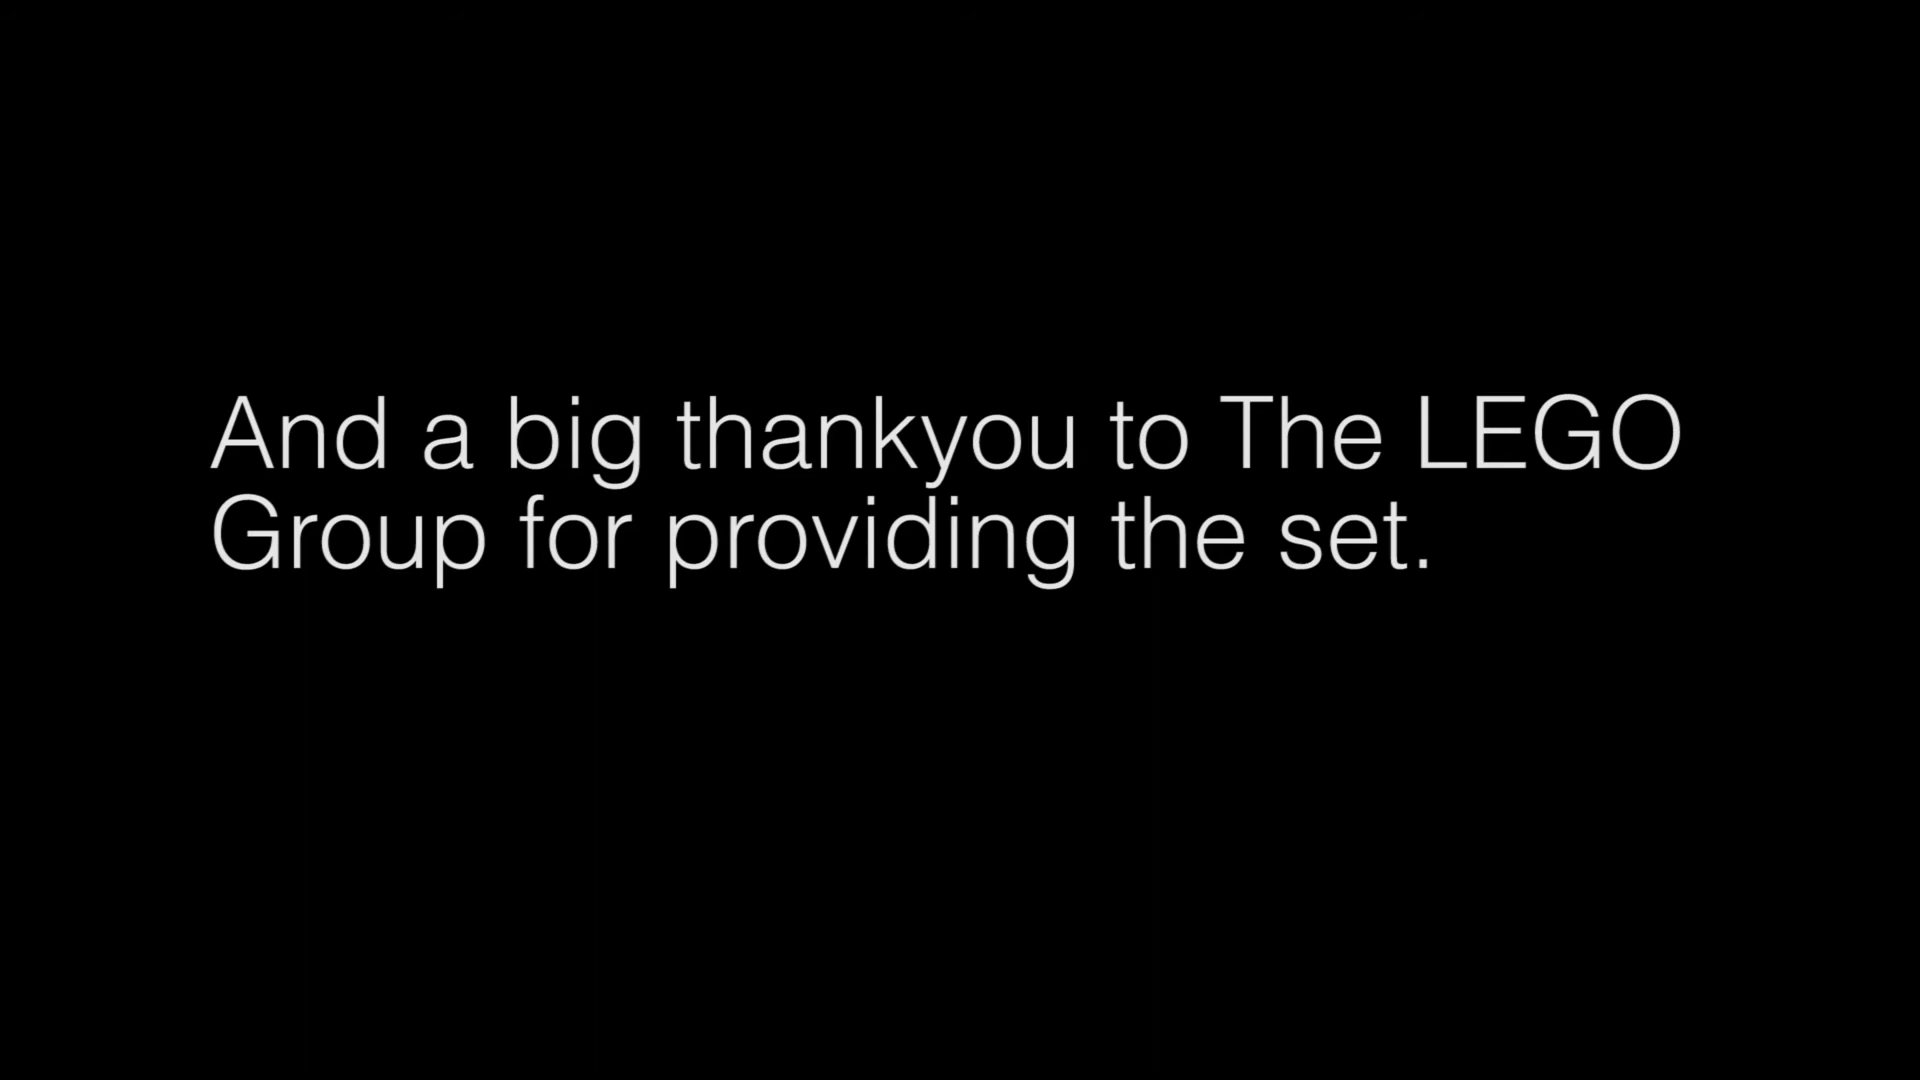 And a big thankyou to The LEGO
Group for providing the set.